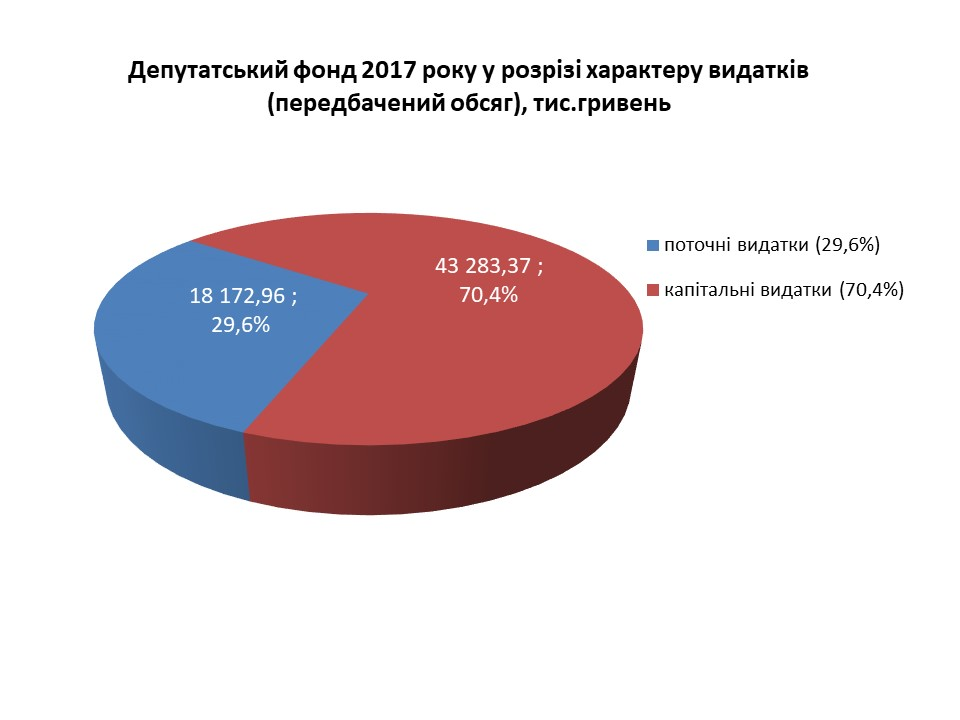 Депутатський фонд 2017 року у розрізі характеру видатків
(передбачений обсяг), тис.гривень
43 283,37 ;
70,4%
18 172,96 ;
29,6%
поточні видатки (29,6%)
капітальні видатки (70,4%)